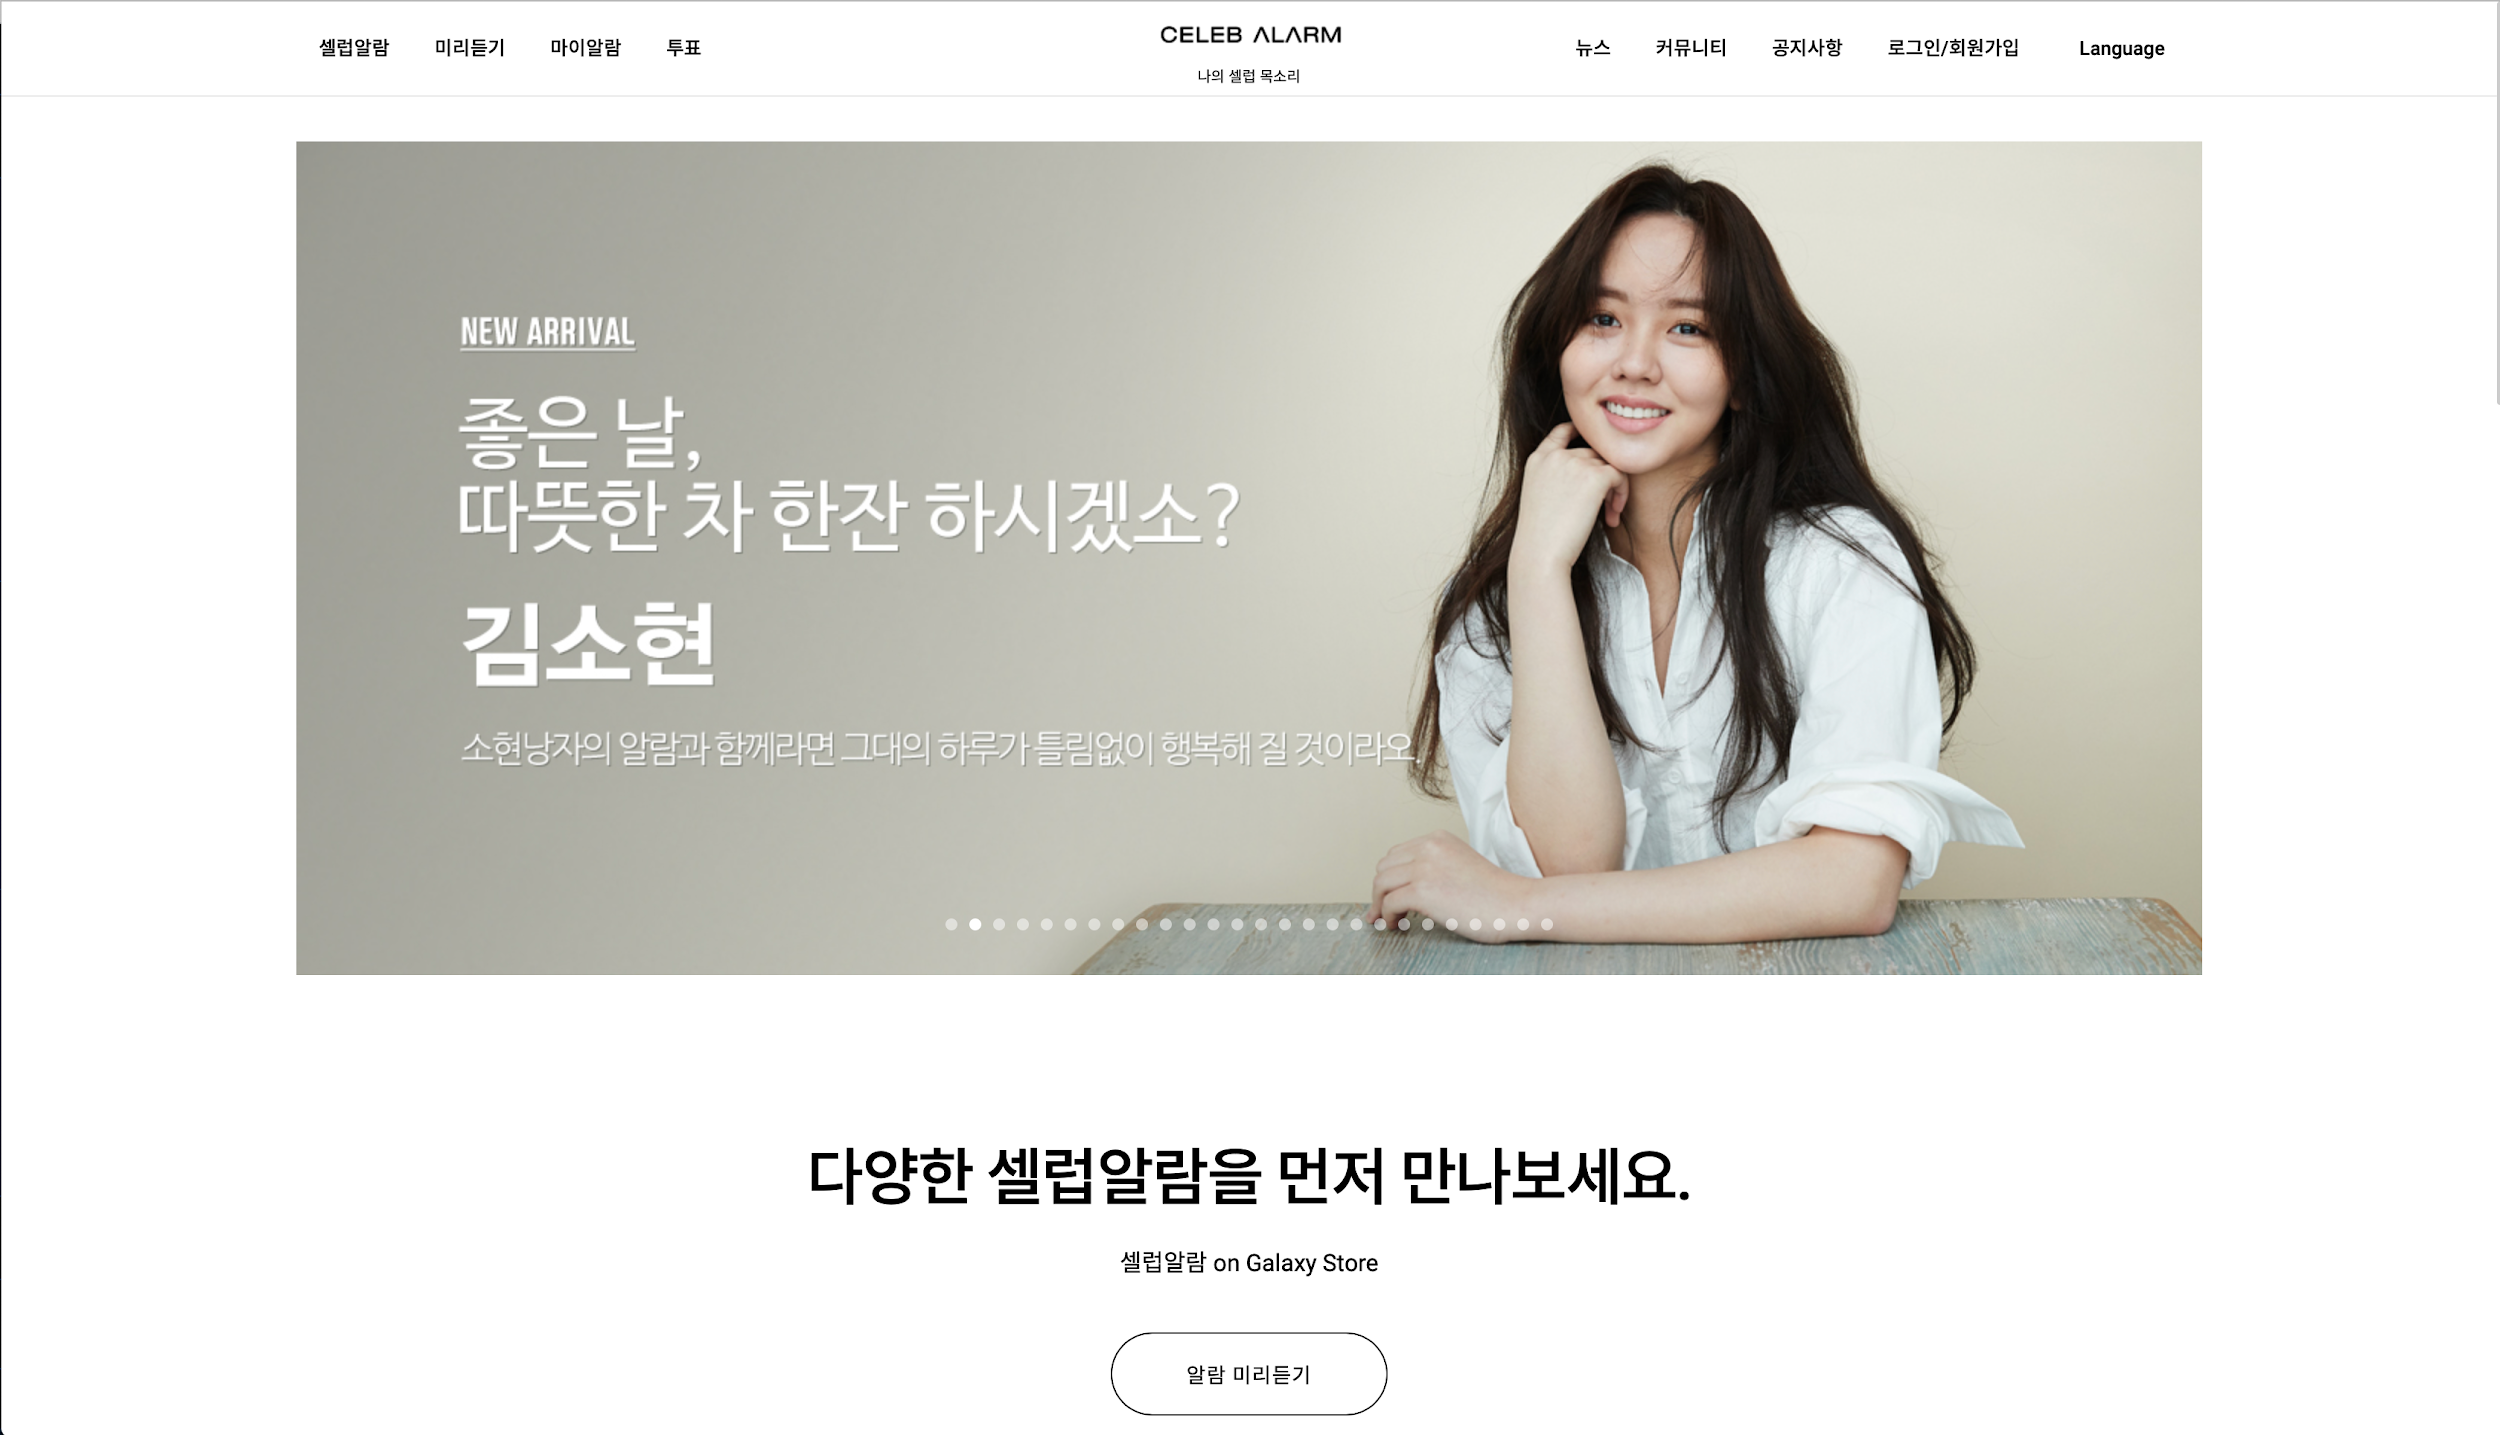 셀럽알람 미리듣기 마이알람 투표
CELEB ALARM
나의 셀럽 목소리
뉴스 커뮤니티 공지사항 로그인/회원가입 Language
NEW ARRIVAL
좋은 날,
따뜻한 차 한잔 하시겠소?
김소현
소현낭자의 알람과 함께라면 그대의 하루가 틀림없이 행복해 질 것이라오.
다양한 셀럽알람을 먼저 만나보세요.
셀럽알람 on Galaxy Store
알람 미리듣기